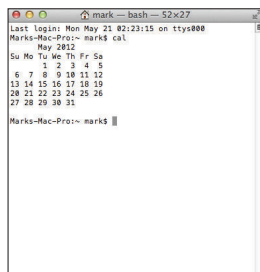 mark — bash — 52×27
Last login: Mon May 21 02:23:15 on ttys000
Marks-Mac-Pro:~ mark$ cal
      May 2012
Su Mo Tu We Th Fr Sa
       1  2  3  4  5
 6  7  8  9 10 11 12
13 14 15 16 17 18 19
20 21 22 23 24 25 26
27 28 29 30 31
Marks-Mac-Pro:~ mark$